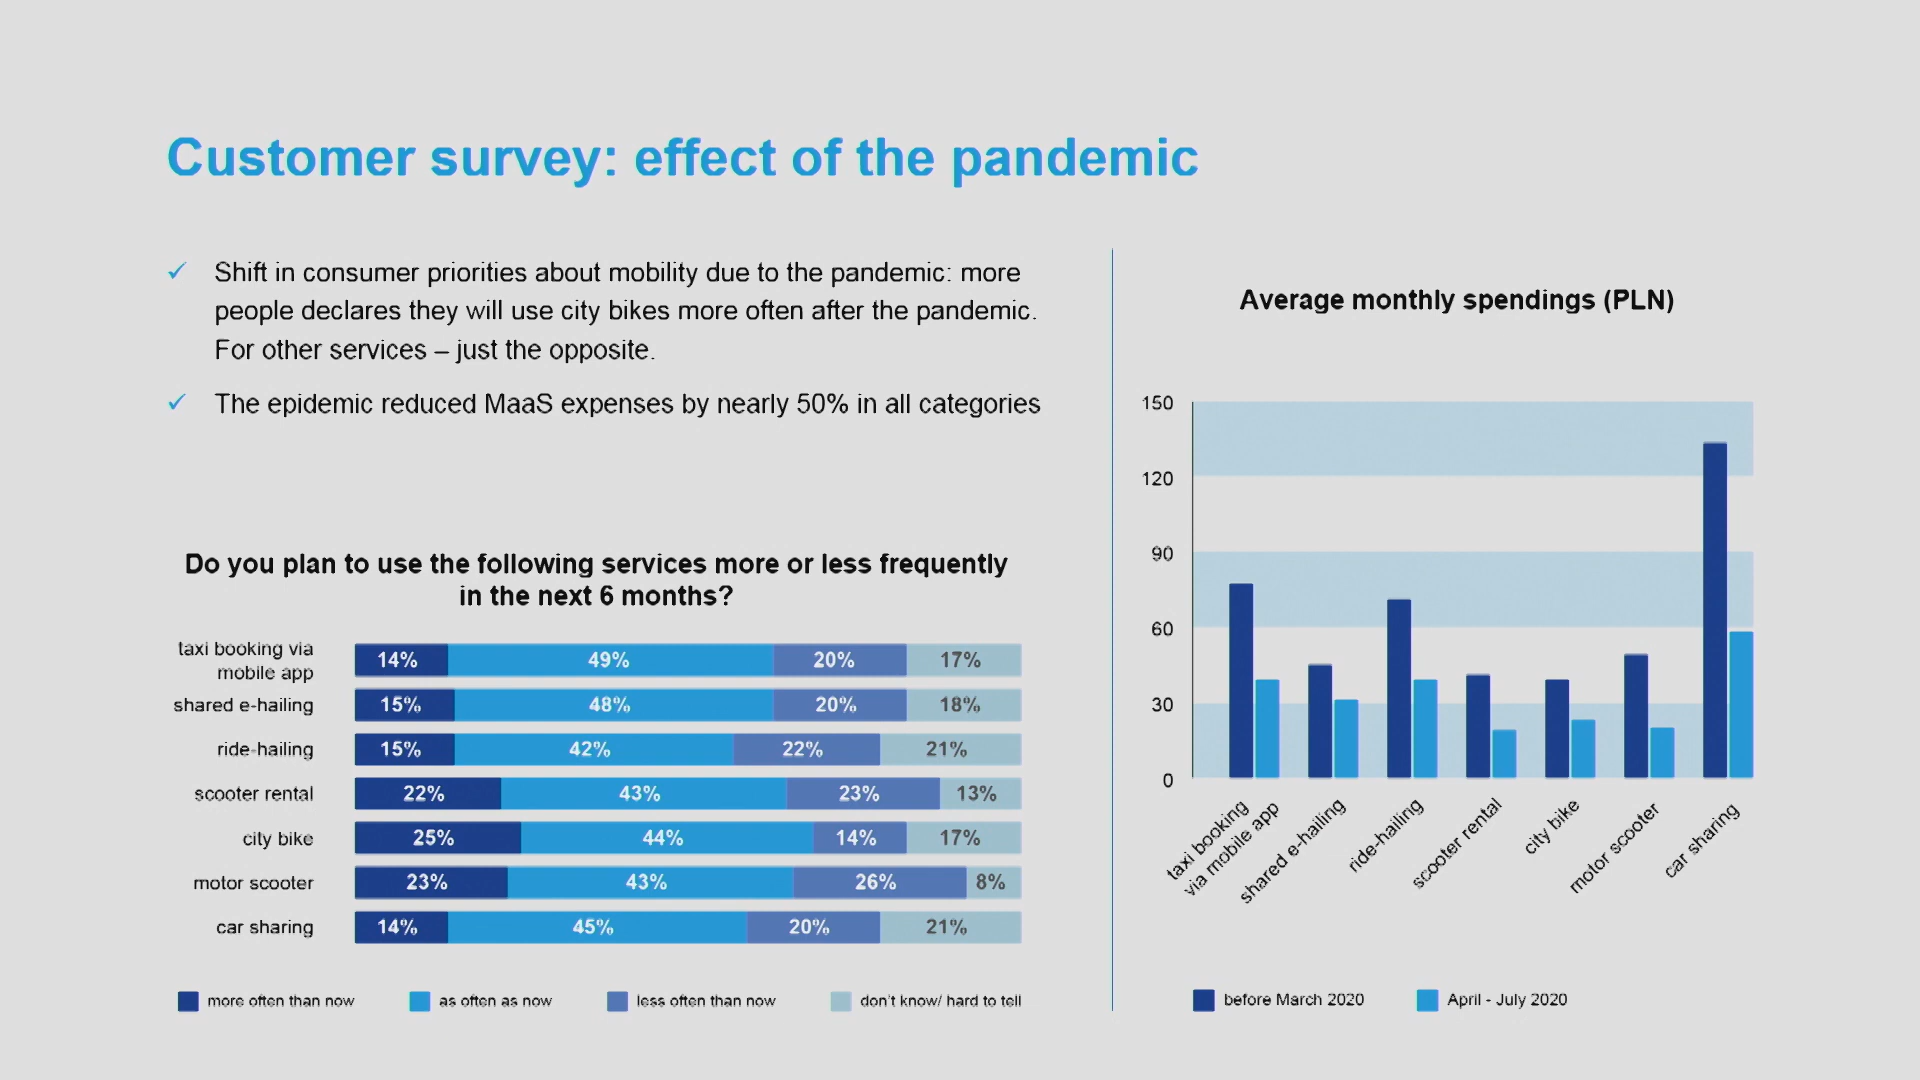 Customer survey: effect of the pandemic
✓ Shift in consumer priorities about mobility due to the pandemic: more
people declares they will use city bikes more often after the pandemic.
For other services – just the opposite.
✓ The epidemic reduced MaaS expenses by nearly 50% in all categories
Do you plan to use the following services more or less frequently
in the next 6 months?
taxi booking via
mobile app
14% 49% 20% 17%
shared e-hailing 15% 48% 20% 18%
ride-hailing 15% 42% 22% 21%
scooter rental 22% 43% 23% 13%
city bike 25% 44% 14% 17%
motor scooter 23% 43% 26% 8%
car sharing 14% 45% 20% 21%
more often than now as often as now less often than now don't know/ hard to tell
Average monthly spendings (PLN)
150
120
90
60
30
0
taxi booking
via mobile app
shared e-hailing
ride-hailing
scooter rental
city bike
motor scooter
car sharing
before March 2020 April - July 2020